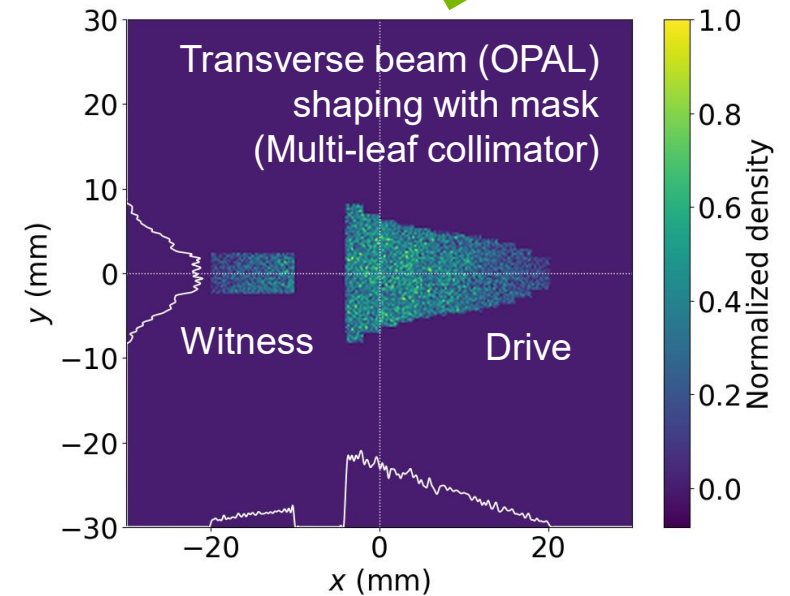 Transverse beam (OPAL)
shaping with mask
(Multi-leaf collimator)
Witness
Drive
30
20
10
0
−10
−20
−30
y (mm)
−20
0
20
x (mm)
1.0
0.8
0.6
0.4
0.2
0.0
Normalized density